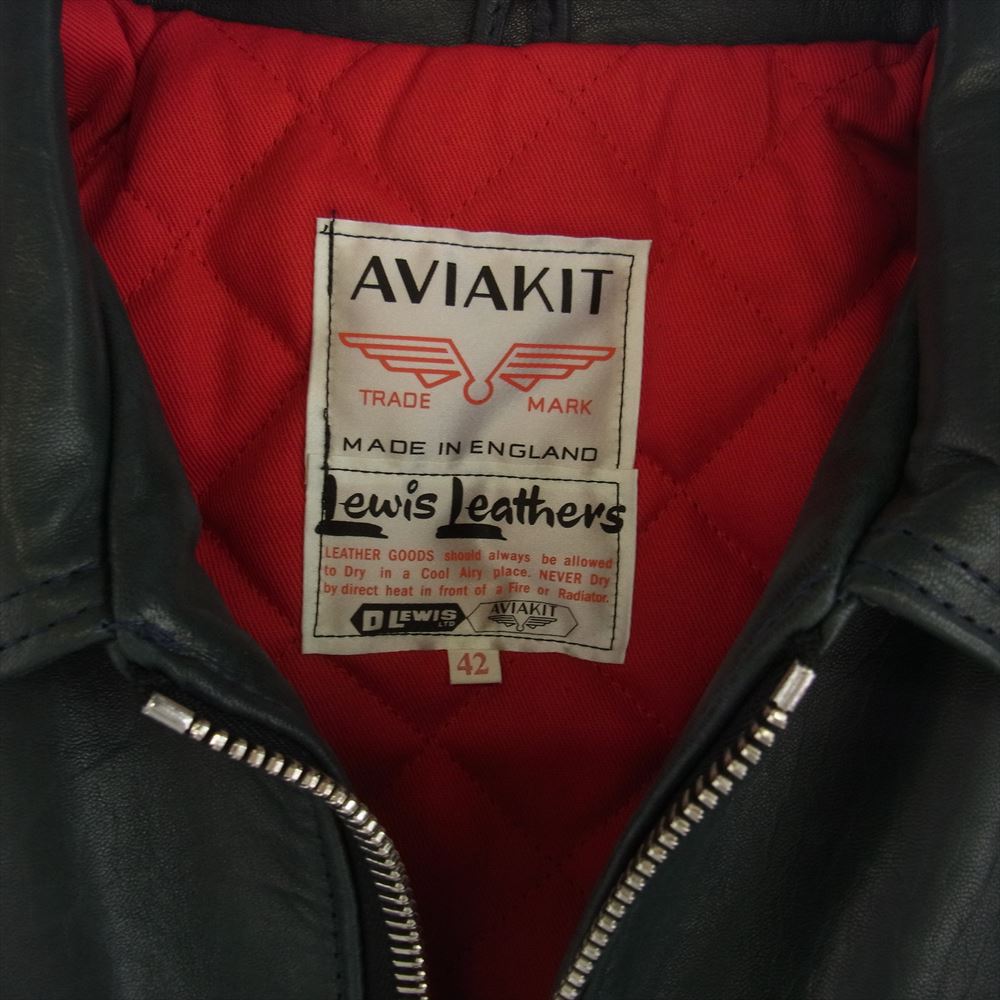 AVIAKIT
TRADE MARK
MADE IN ENGLAND
Lewis Leathers
LEATHER GOODS should always be allowed
to Dry in a Cool Airy place. NEVER Dry
by direct heat in front of a Fire or Radiator.
D LEWIS LTD AVIAKIT
42